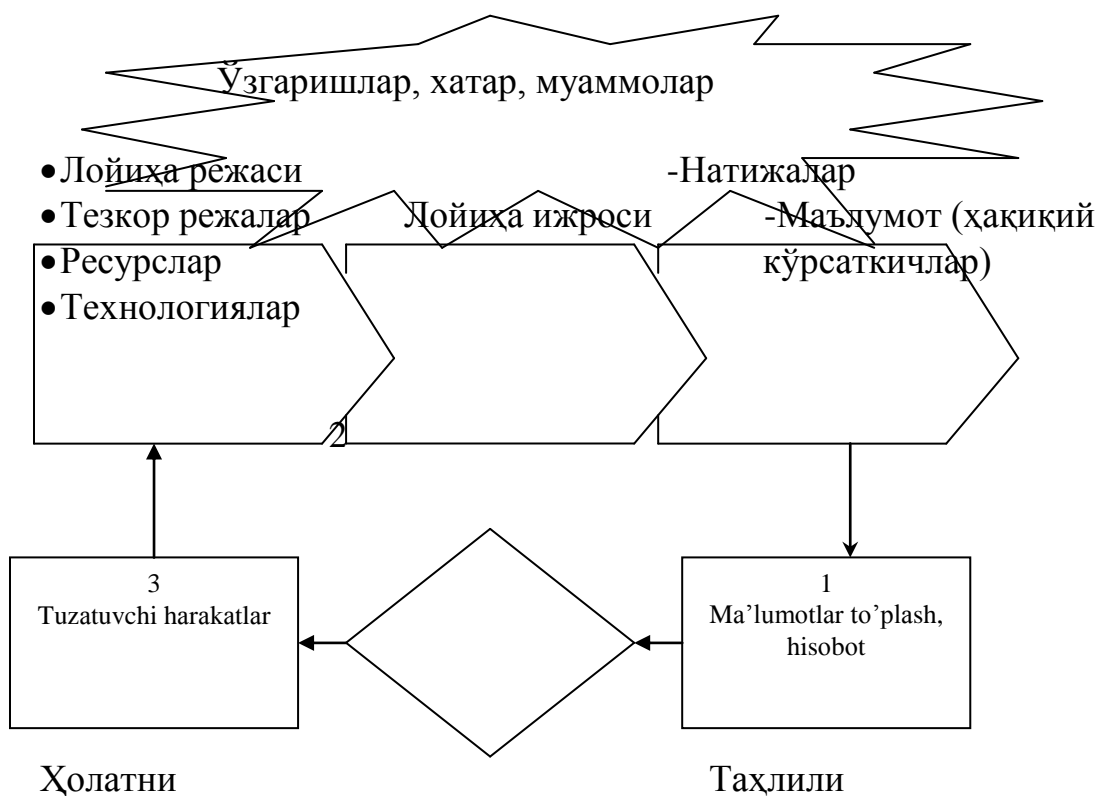 Ўзгаришлар, хатар, муаммолар
•Лойиҳа режаси
-Натижалар
•Тезкор режалар
Лойиҳа ижроси
-Маълумот (ҳақиқий
•Ресурслар
кўрсаткичлар)
•Технологиялар
2
3
Tuzatuvchi harakatlar
1
Ma’lumotlar to’plash,
hisobot
Ҳолатни
Таҳлили